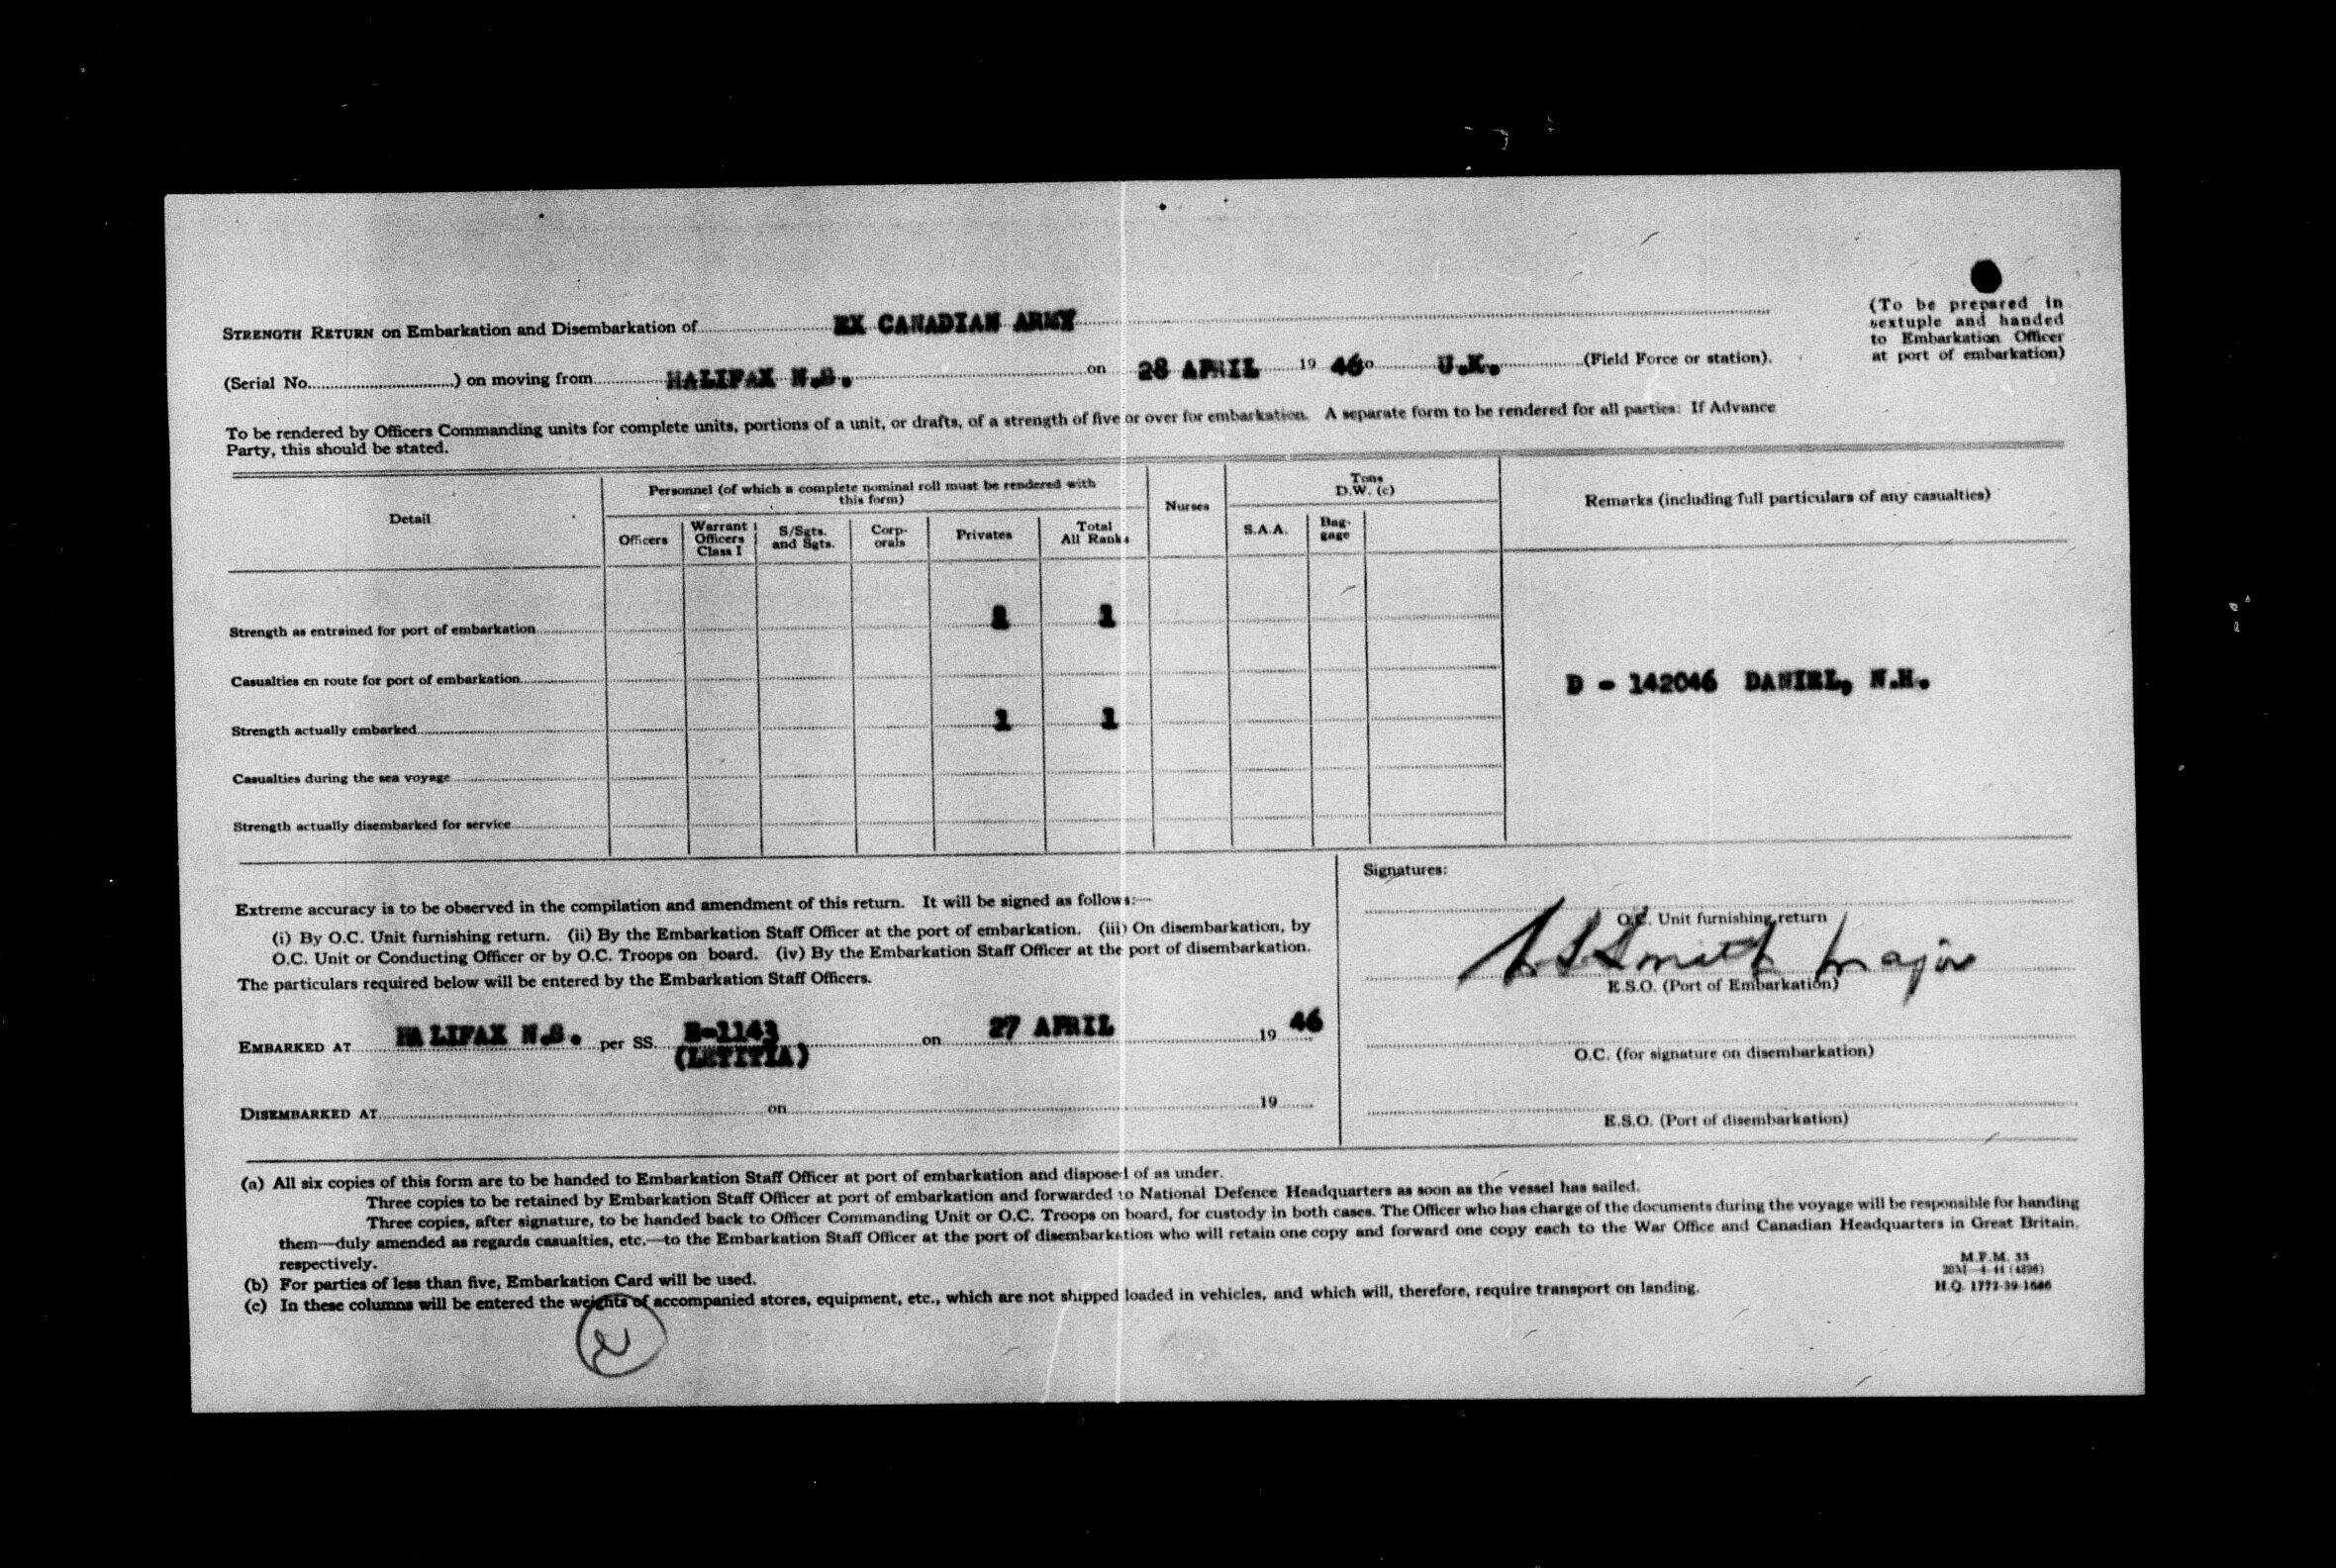 STRENGTH RETURN on Embarkation and Disembarkation of EX CANADIAN ARMY
(To be prepared in
sextuple and handed
to Embarkation Officer
at port of embarkation)
(Serial No. ) on moving from HALIFAX N.S. on 28 APRIL 19 46 o U.K. (Field Force or station).
To be rendered by Officers Commanding units for complete units, portions of a unit, or drafts, of a strength of five or over for embarkation. A separate form to be rendered for all parties: If Advance
Party, this should be stated.
Detail
Personnel (of which a complete nominal roll must be rendered with
this form)
Officers
Warrant
Officers
Class I
S/Sgts.
and Sgts.
Corp-
orals
Privates
Total
All Ranks
Nurses
Tons
D.W. (c)
S.A.A.
Bag-
gage
Remarks (including full particulars of any casualties)
Strength as entrained for port of embarkation 1 1
Casualties en route for port of embarkation
D - 142046 DANIEL, N.H.
Strength actually embarked 1 1
Casualties during the sea voyage
Strength actually disembarked for service
Extreme accuracy is to be observed in the compilation and amendment of this return. It will be signed as follows:—
(i) By O.C. Unit furnishing return. (ii) By the Embarkation Staff Officer at the port of embarkation. (iii) On disembarkation, by
O.C. Unit or Conducting Officer or by O.C. Troops on board. (iv) By the Embarkation Staff Officer at the port of disembarkation.
The particulars required below will be entered by the Embarkation Staff Officers.
EMBARKED AT HALIFAX N.S. per SS. E-1143 on 27 APRIL 19 46
(LETITIA)
DISEMBARKED AT on 19
Signatures:
O.C. Unit furnishing return
Smith Major
E.S.O. (Port of Embarkation)
O.C. (for signature on disembarkation)
E.S.O. (Port of disembarkation)
(a) All six copies of this form are to be handed to Embarkation Staff Officer at port of embarkation and disposed of as under.
Three copies to be retained by Embarkation Staff Officer at port of embarkation and forwarded to National Defence Headquarters as soon as the vessel has sailed.
Three copies, after signature, to be handed back to Officer Commanding Unit or O.C. Troops on board, for custody in both cases. The Officer who has charge of the documents during the voyage will be responsible for handing
them—duly amended as regards casualties, etc.—to the Embarkation Staff Officer at the port of disembarkation who will retain one copy and forward one copy each to the War Office and Canadian Headquarters in Great Britain,
respectively.
(b) For parties of less than five, Embarkation Card will be used.
(c) In these columns will be entered the weights of accompanied stores, equipment, etc., which are not shipped loaded in vehicles, and which will, therefore, require transport on landing.
M.F.M. 33
H.Q. 1772-39-1686
2